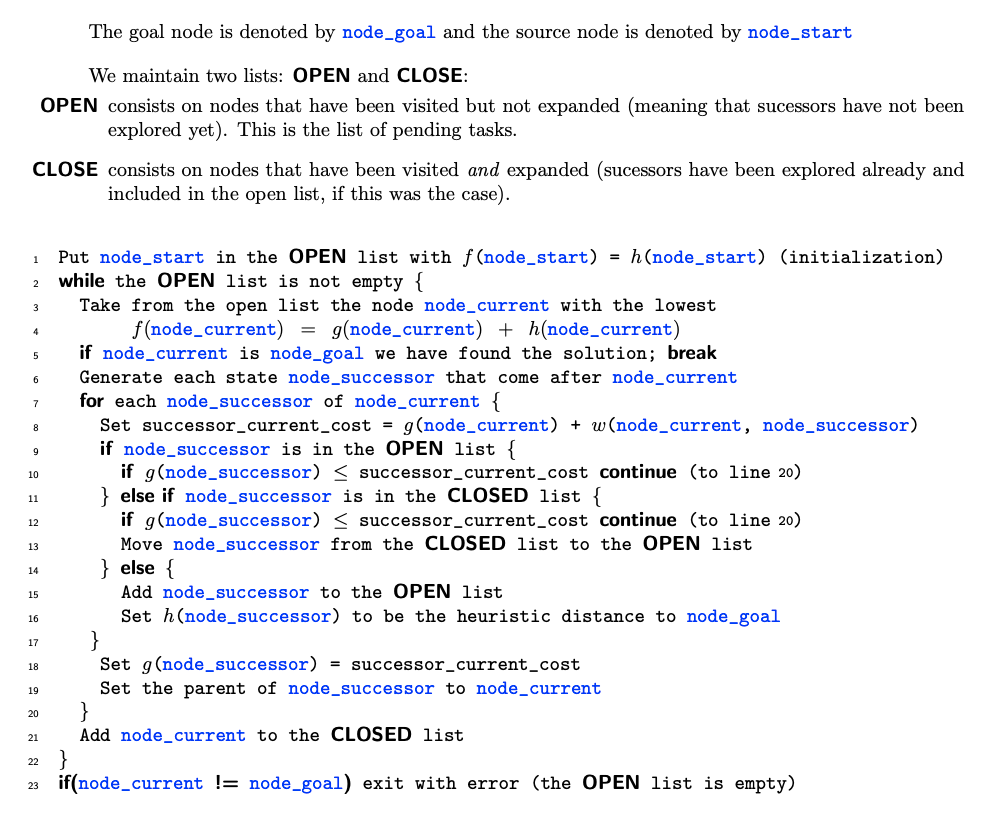 The goal node is denoted by node_goal and the source node is denoted by node_start
We maintain two lists: OPEN and CLOSE:
OPEN consists on nodes that have been visited but not expanded (meaning that sucessors have not been
explored yet). This is the list of pending tasks.
CLOSE consists on nodes that have been visited and expanded (sucessors have been explored already and
included in the open list, if this was the case).
1 Put node_start in the OPEN list with f(node_start) = h(node_start) (initialization)
2 while the OPEN list is not empty {
3 Take from the open list the node node_current with the lowest
4 f(node_current) = g(node_current) + h(node_current)
5 if node_current is node_goal we have found the solution; break
6 Generate each state node_successor that come after node_current
7 for each node_successor of node_current {
8 Set successor_current_cost = g(node_current) + w(node_current, node_successor)
9 if node_successor is in the OPEN list {
10 if g(node_successor) ≤ successor_current_cost continue (to line 20)
11 } else if node_successor is in the CLOSED list {
12 if g(node_successor) ≤ successor_current_cost continue (to line 20)
13 Move node_successor from the CLOSED list to the OPEN list
14 } else {
15 Add node_successor to the OPEN list
16 Set h(node_successor) to be the heuristic distance to node_goal
17 }
18 Set g(node_successor) = successor_current_cost
19 Set the parent of node_successor to node_current
20 }
21 Add node_current to the CLOSED list
22 }
23 if(node_current != node_goal) exit with error (the OPEN list is empty)